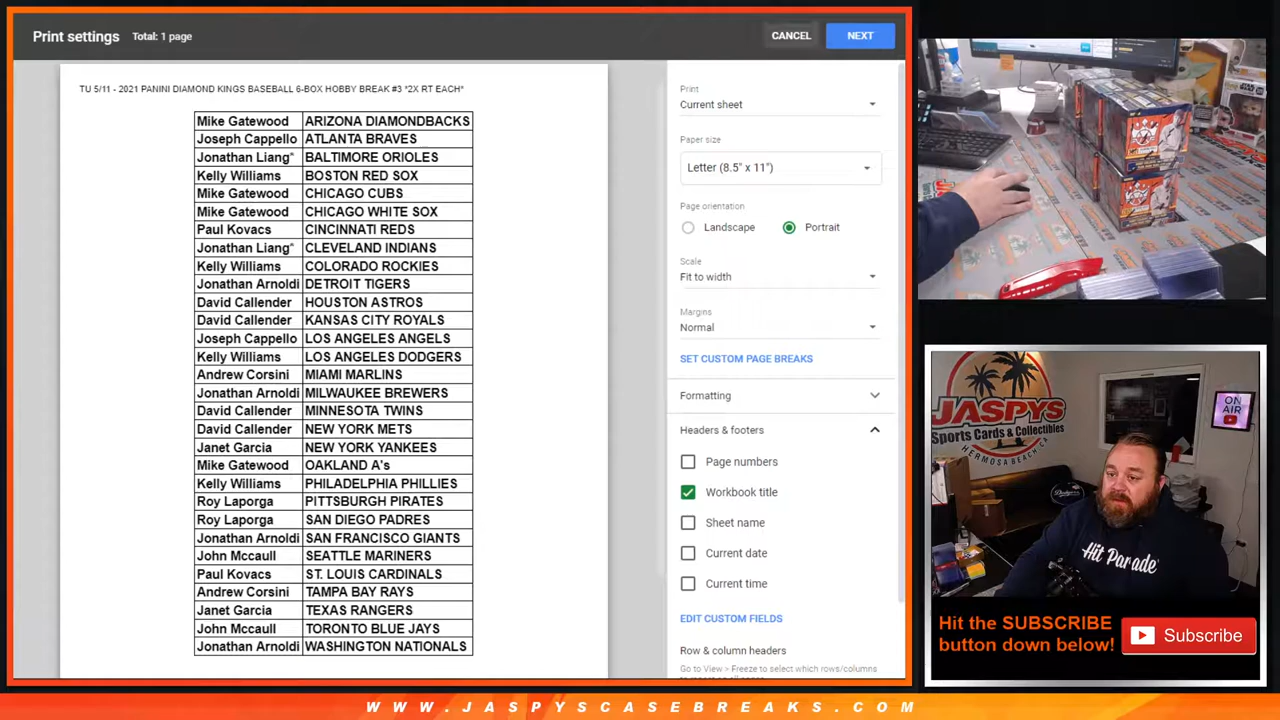 Print settings Total: 1 page
CANCEL NEXT
TU 5/11 - 2021 PANINI DIAMOND KINGS BASEBALL 6-BOX HOBBY BREAK #3 *2X RT EACH*
Mike Gatewood ARIZONA DIAMONDBACKS
Joseph Cappello ATLANTA BRAVES
Jonathan Liang* BALTIMORE ORIOLES
Kelly Williams BOSTON RED SOX
Mike Gatewood CHICAGO CUBS
Mike Gatewood CHICAGO WHITE SOX
Paul Kovacs CINCINNATI REDS
Jonathan Liang* CLEVELAND INDIANS
Kelly Williams COLORADO ROCKIES
Jonathan Arnoldi DETROIT TIGERS
David Callender HOUSTON ASTROS
David Callender KANSAS CITY ROYALS
Joseph Cappello LOS ANGELES ANGELS
Kelly Williams LOS ANGELES DODGERS
Andrew Corsini MIAMI MARLINS
Jonathan Arnoldi MILWAUKEE BREWERS
David Callender MINNESOTA TWINS
David Callender NEW YORK METS
Janet Garcia NEW YORK YANKEES
Mike Gatewood OAKLAND A's
Kelly Williams PHILADELPHIA PHILLIES
Roy Laporga PITTSBURGH PIRATES
Roy Laporga SAN DIEGO PADRES
Jonathan Arnoldi SAN FRANCISCO GIANTS
John Mccaull SEATTLE MARINERS
Paul Kovacs ST. LOUIS CARDINALS
Andrew Corsini TAMPA BAY RAYS
Janet Garcia TEXAS RANGERS
John Mccaull TORONTO BLUE JAYS
Jonathan Arnoldi WASHINGTON NATIONALS
Print
Current sheet
Paper size
Letter (8.5" x 11")
Page orientation
Landscape Portrait
Scale
Fit to width
Margins
Normal
SET CUSTOM PAGE BREAKS
Formatting
Headers & footers
Page numbers
Workbook title
Sheet name
Current date
Current time
EDIT CUSTOM FIELDS
Row & column headers
Go to View > Freeze to select which rows/columns
JASPYS
Sports Cards & Collectibles
HERMOSA BEACH, CA
ON
AIR
Dodgers
Hit Parade
Hit the SUBSCRIBE
button down below!
Subscribe
WWW.JASPYSCASEBREAKS.COM